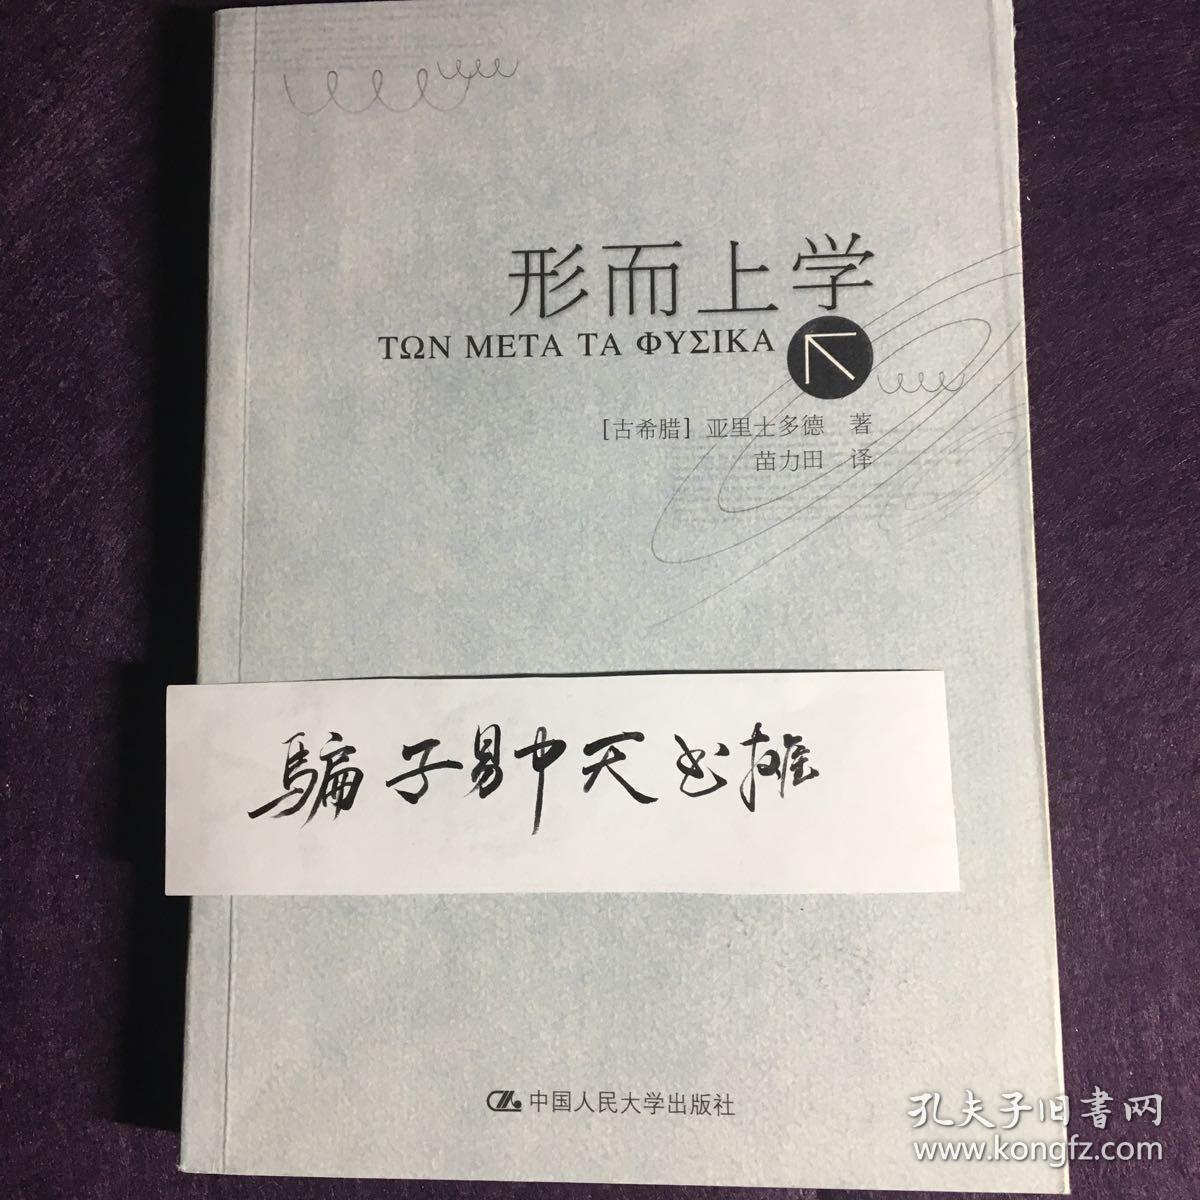 形而上学
ΤΩΝ ΜΕΤΑ ΤΑ ΦΥΣΙΚΑ
[古希腊] 亚里士多德 著
苗力田 译
骗子易中天书摊
中国人民大学出版社
孔夫子旧书网
www.kongfz.com